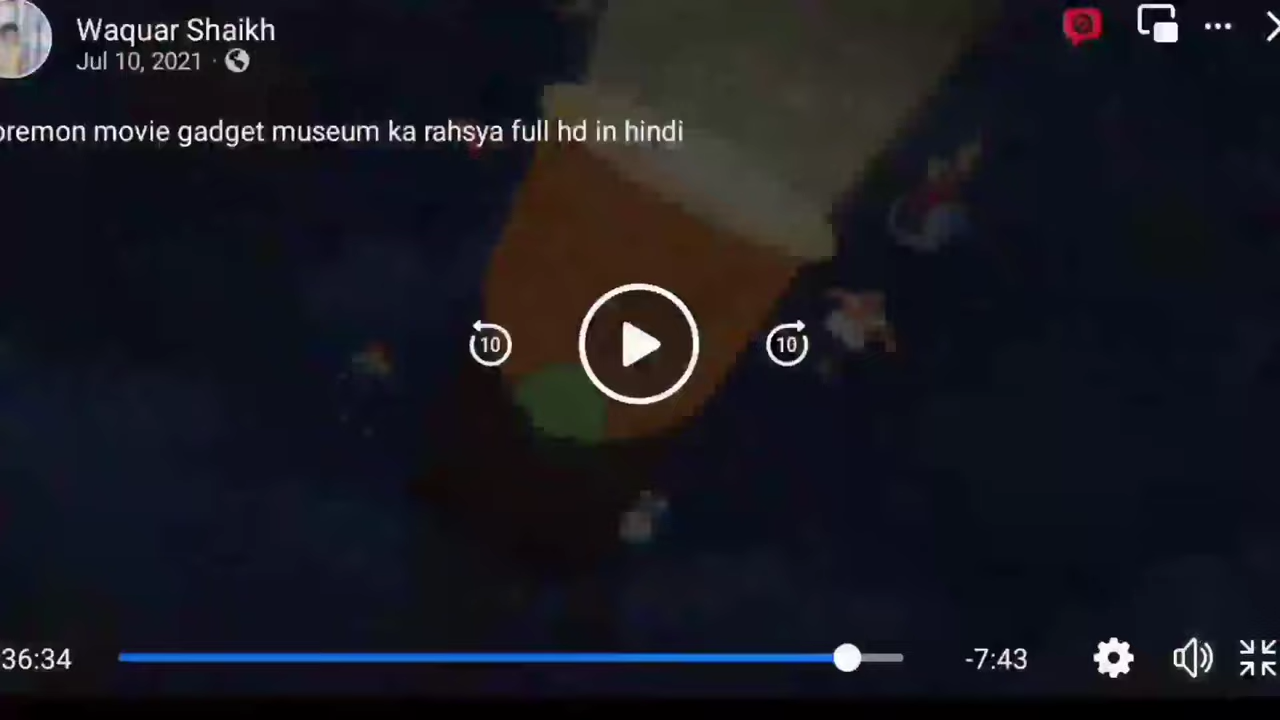 Waquar Shaikh
Jul 10, 2021 ·
oremon movie gadget museum ka rahsya full hd in hindi
10
10
36:34
-7:43